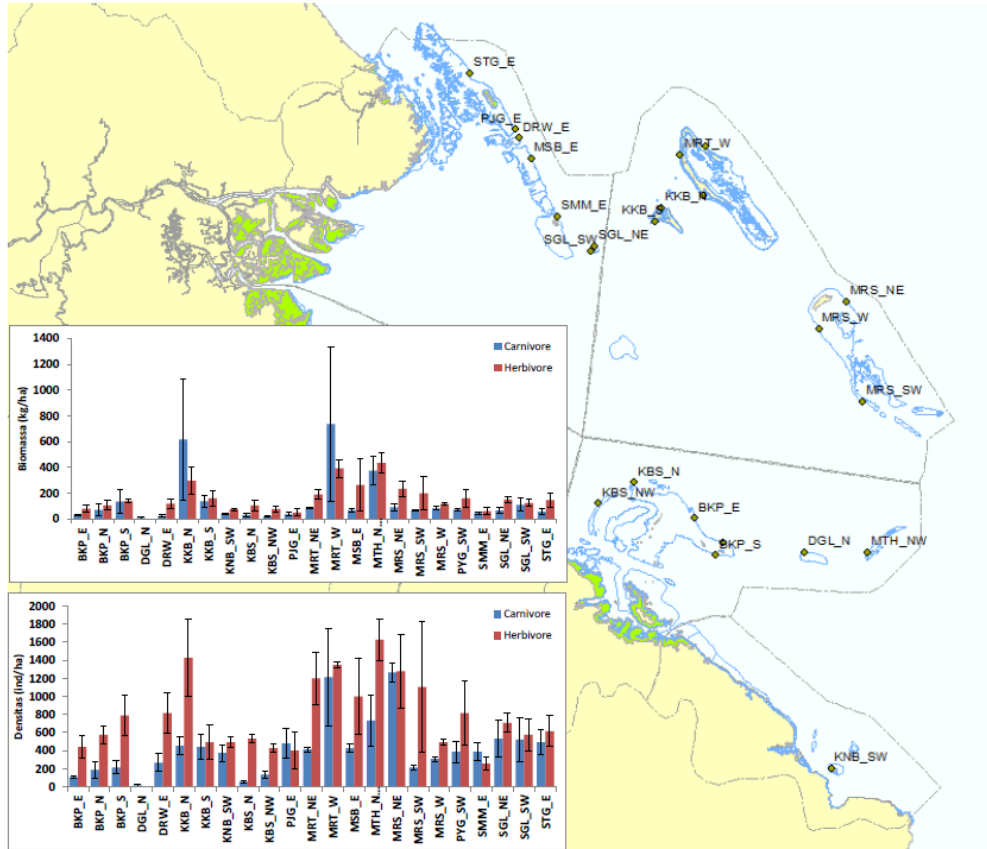 STG_E
PJG_E
DRW_E
MSB_E
MRT_W
KKB_N
SMM_E
SGL_SW
SGL_NE
MRS_NE
MRS_W
MRS_SW
1400
1200
1000
800
600
400
200
0
Biomassa (kg/ha)
Carnivore
Herbivore
BKP_E
BKP_N
BKP_S
DGL_N
DRW_E
KKB_N
KKB_S
KNB_SW
KBS_N
KBS_NW
PJG_E
MRT_NE
MRT_W
MSB_E
MTH_N...
MRS_NE
MRS_SW
MRS_W
PYG_SW
SMM_E
SGL_NE
SGL_SW
STG_E
KBS_N
KBS_NW
BKP_E
BKP_S
DGL_N
MTH_NW
2000
1800
1600
1400
1200
1000
800
600
400
200
0
Densitas (ind/ha)
Carnivore
Herbivore
BKP_E
BKP_N
BKP_S
DGL_N
DRW_E
KKB_N
KKB_S
KNB_SW
KBS_N
KBS_NW
PJG_E
MRT_NE
MRT_W
MSB_E
MTH_N...
MRS_NE
MRS_SW
MRS_W
PYG_SW
SMM_E
SGL_NE
SGL_SW
STG_E
KNB_SW